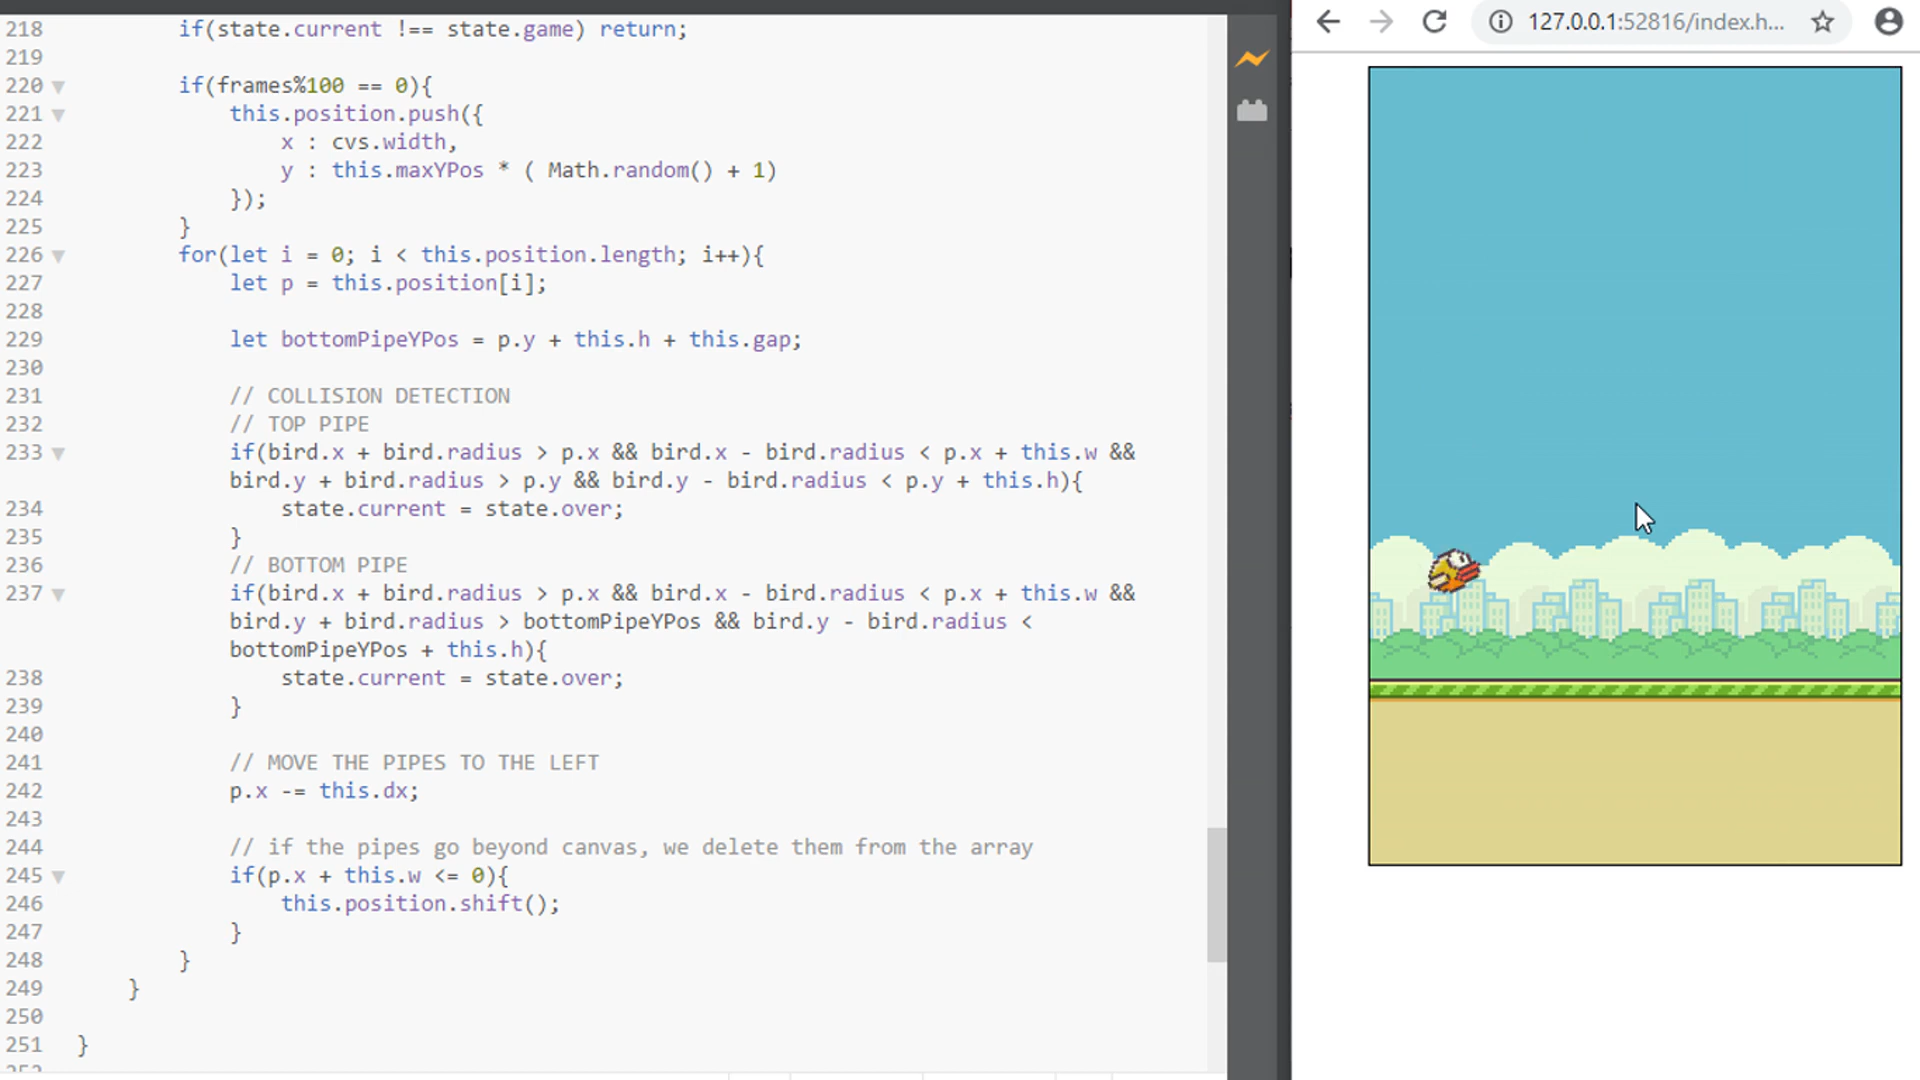 218 if(state.current !== state.game) return;
219
220 if(frames%100 == 0){
221 this.position.push({
222 x : cvs.width,
223 y : this.maxYPos * ( Math.random() + 1)
224 });
225 }
226 for(let i = 0; i < this.position.length; i++){
227 let p = this.position[i];
228
229 let bottomPipeYPos = p.y + this.h + this.gap;
230
231 // COLLISION DETECTION
232 // TOP PIPE
233 if(bird.x + bird.radius > p.x && bird.x - bird.radius < p.x + this.w &&
bird.y + bird.radius > p.y && bird.y - bird.radius < p.y + this.h){
234 state.current = state.over;
235 }
236 // BOTTOM PIPE
237 if(bird.x + bird.radius > p.x && bird.x - bird.radius < p.x + this.w &&
bird.y + bird.radius > bottomPipeYPos && bird.y - bird.radius <
bottomPipeYPos + this.h){
238 state.current = state.over;
239 }
240
241 // MOVE THE PIPES TO THE LEFT
242 p.x -= this.dx;
243
244 // if the pipes go beyond canvas, we delete them from the array
245 if(p.x + this.w <= 0){
246 this.position.shift();
247 }
248 }
249 }
250
251 }
127.0.0.1:52816/index.h...